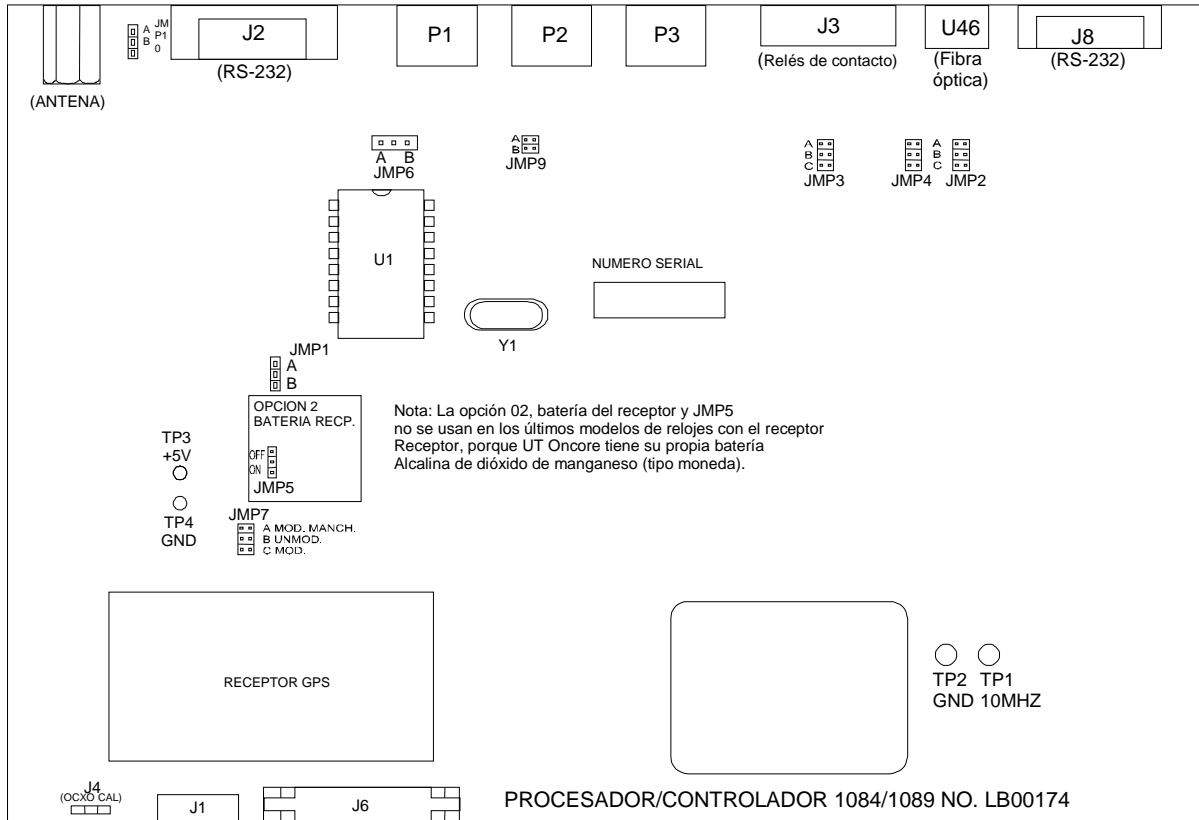 A
B
JM
P1
0
J2
(RS-232)
P1
P2
P3
J3
(Relés de contacto)
U46
(Fibra
óptica)
J8
(RS-232)
(ANTENA)
A B
JMP6
A
B
JMP9
A
B
C
JMP3
JMP4
A
B
C
JMP2
U1
NUMERO SERIAL
Y1
JMP1
A
B
OPCION 2
BATERIA RECP.
OFF
ON
JMP5
Nota: La opción 02, batería del receptor y JMP5
no se usan en los últimos modelos de relojes con el receptor
Receptor, porque UT Oncore tiene su propia batería
Alcalina de dióxido de manganeso (tipo moneda).
TP3
+5V
TP4
GND
JMP7
A MOD. MANCH.
B UNMOD.
C MOD.
RECEPTOR GPS
TP2 TP1
GND 10MHZ
J4
(OCXO CAL)
J1
J6
PROCESADOR/CONTROLADOR 1084/1089 NO. LB00174